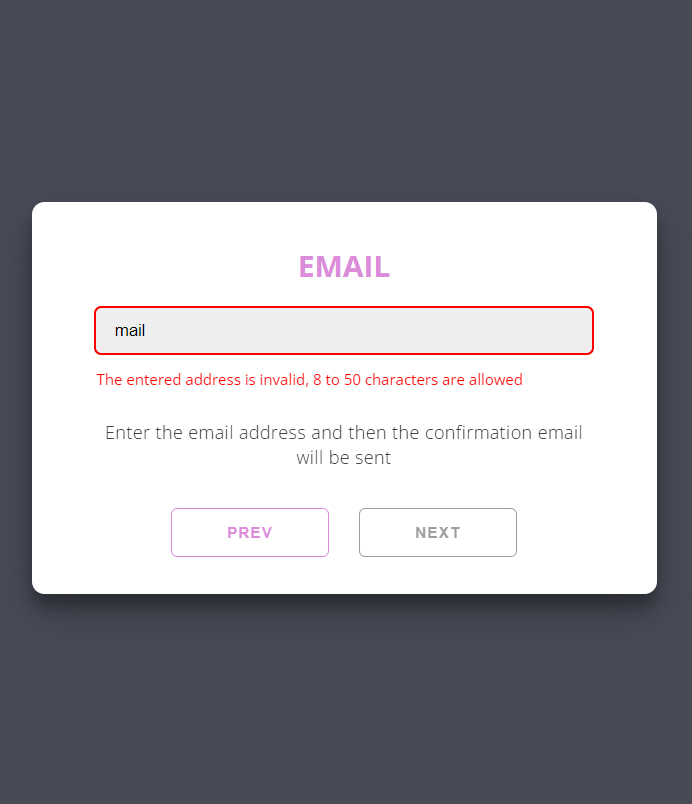 EMAIL
mail
The entered address is invalid, 8 to 50 characters are allowed
Enter the email address and then the confirmation email
will be sent
PREV
NEXT